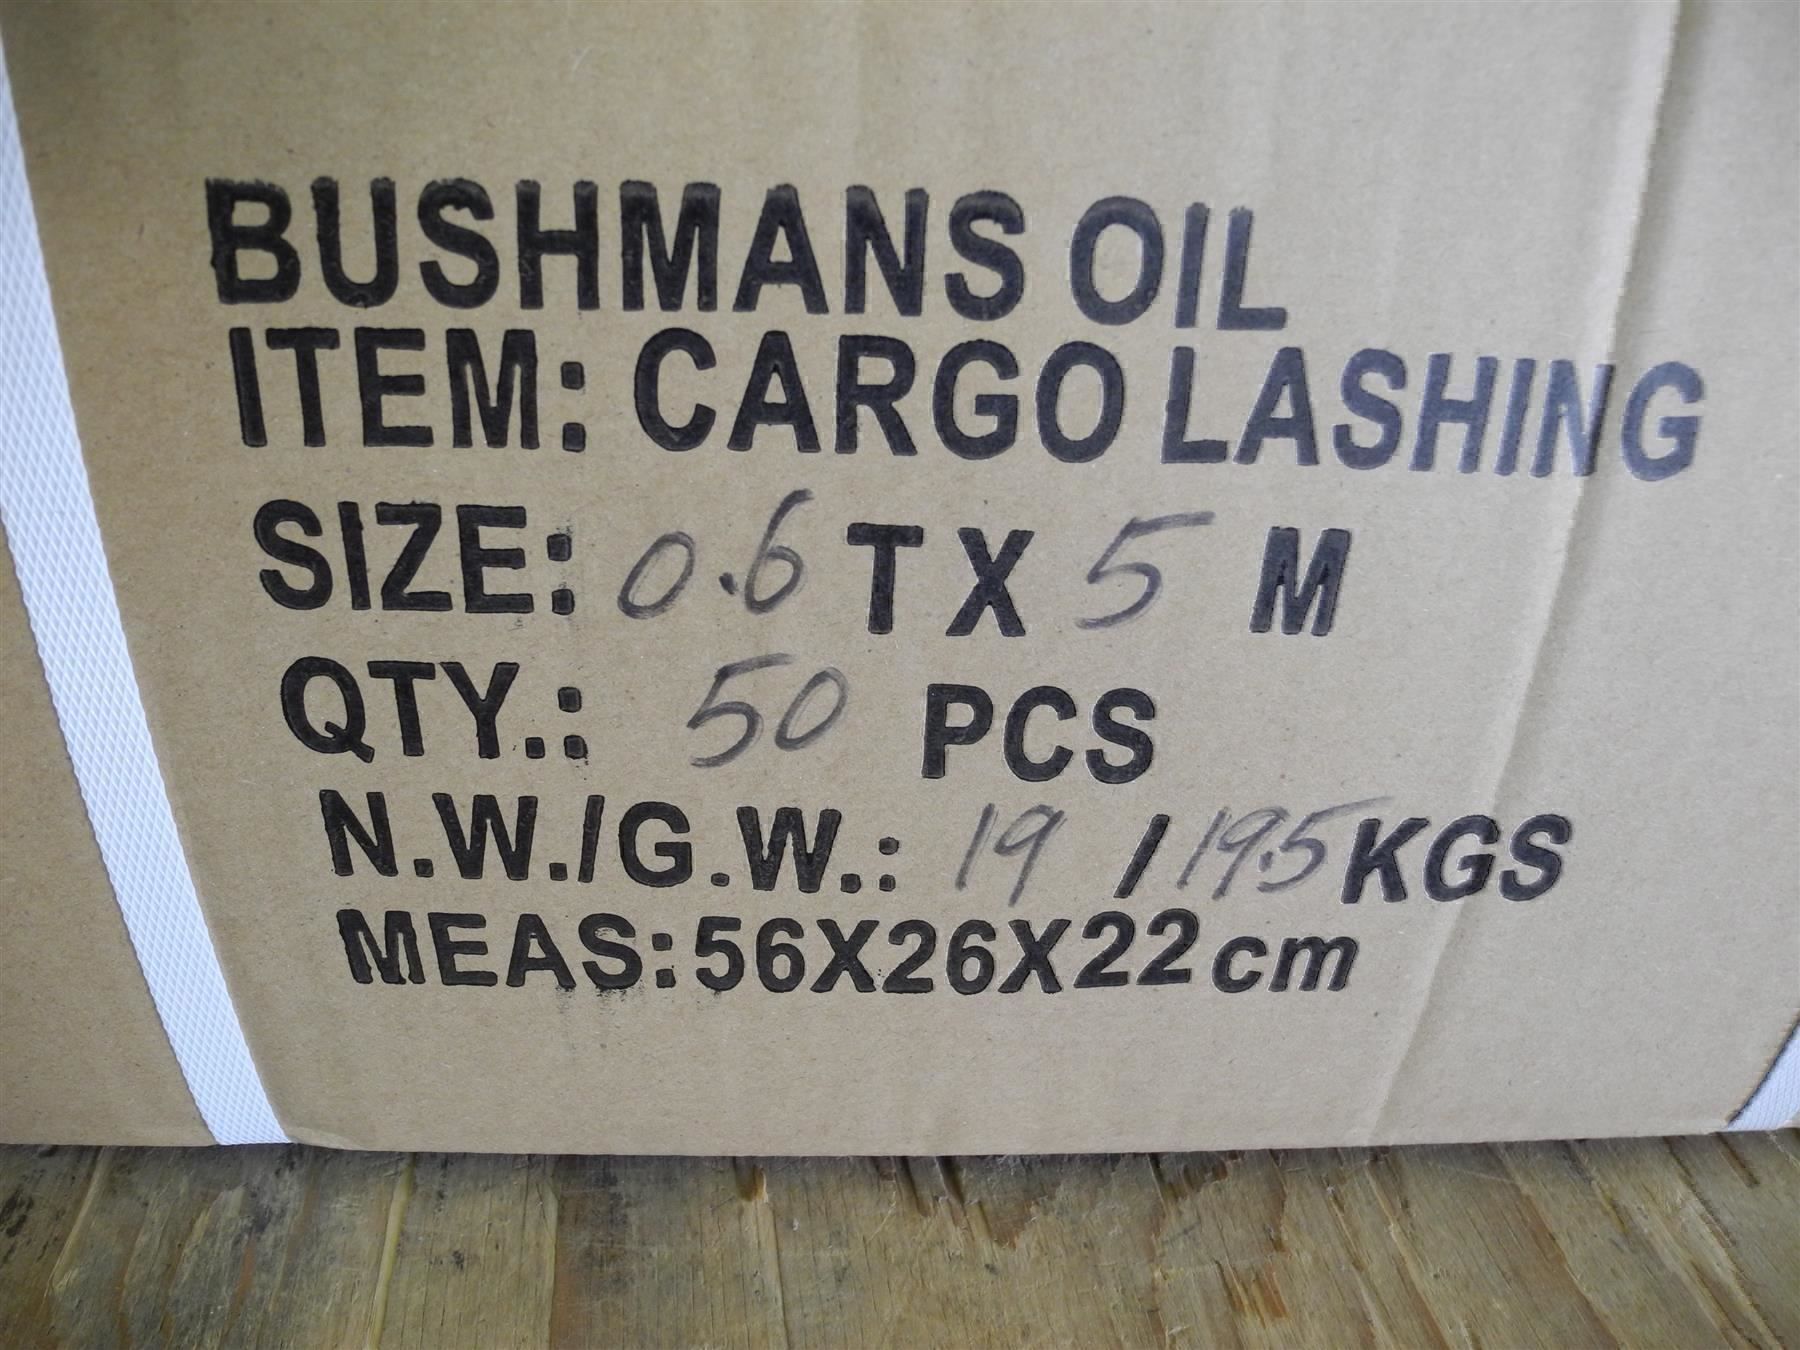 BUSHMANS OIL
ITEM: CARGO LASHING
SIZE: 0.6 T X 5 M
QTY.: 50 PCS
N.W./G.W.: 19 / 19.5 KGS
MEAS: 56X26X22cm